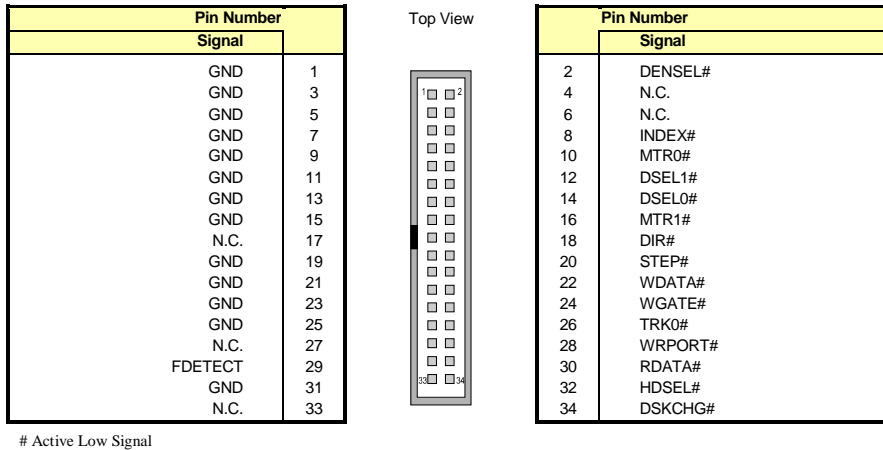 Pin Number
Signal
GND 1
GND 3
GND 5
GND 7
GND 9
GND 11
GND 13
GND 15
N.C. 17
GND 19
GND 21
GND 23
GND 25
N.C. 27
FDETECT 29
GND 31
N.C. 33
Top View
1 2
33 34
Pin Number
Signal
2 DENSEL#
4 N.C.
6 N.C.
8 INDEX#
10 MTR0#
12 DSEL1#
14 DSEL0#
16 MTR1#
18 DIR#
20 STEP#
22 WDATA#
24 WGATE#
26 TRK0#
28 WRPORT#
30 RDATA#
32 HDSEL#
34 DSKCHG#
# Active Low Signal